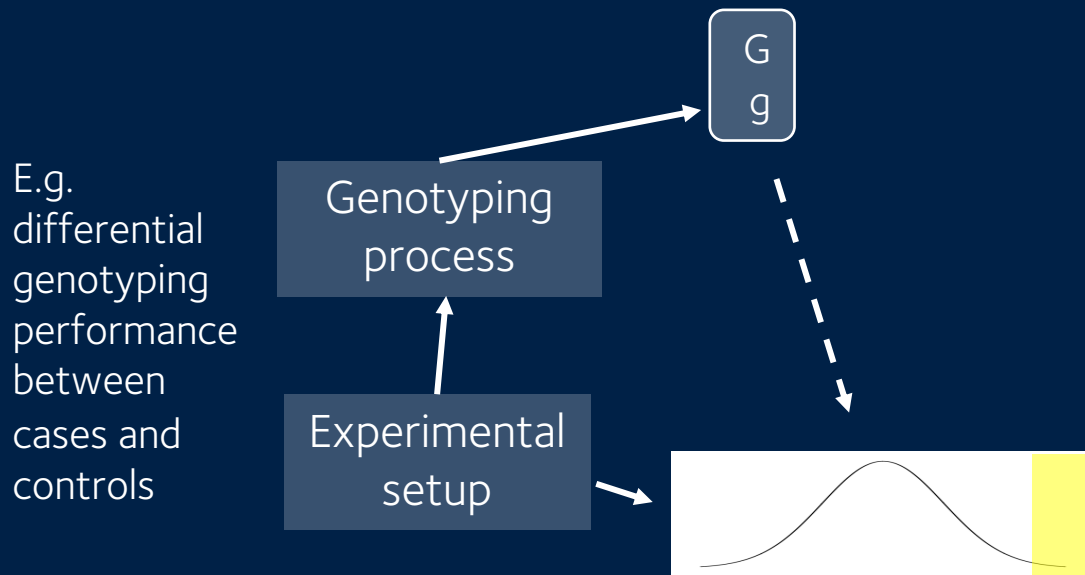 G
g
Genotyping
process
E.g.
differential
genotyping
performance
between
cases and
controls
Experimental
setup